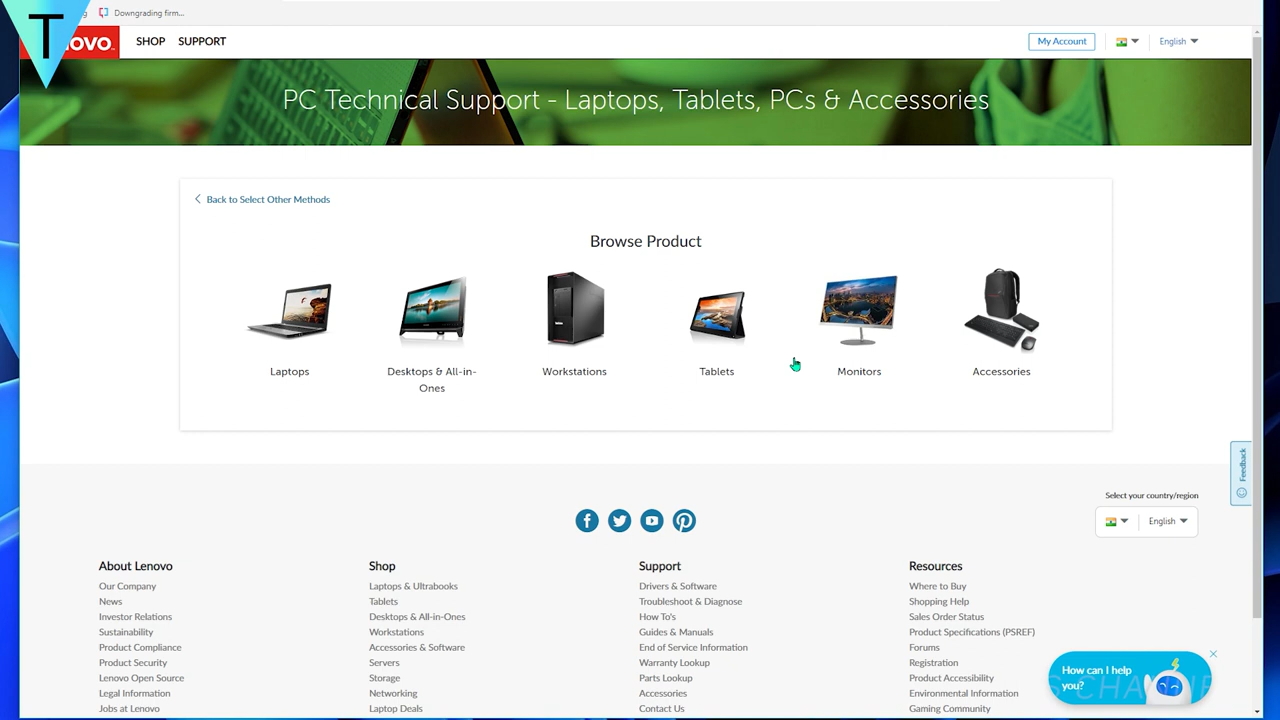 Downgrading firm...
T
SHOP
SUPPORT
My Account
English
PC Technical Support - Laptops, Tablets, PCs & Accessories
Back to Select Other Methods
Browse Product
Laptops
Desktops & All-in-
Ones
Workstations
Tablets
Monitors
Accessories
Feedback
Select your country/region
English
About Lenovo
Our Company
News
Investor Relations
Sustainability
Product Compliance
Product Security
Lenovo Open Source
Legal Information
Jobs at Lenovo
Shop
Laptops & Ultrabooks
Tablets
Desktops & All-in-Ones
Workstations
Accessories & Software
Servers
Storage
Networking
Laptop Deals
Support
Drivers & Software
Troubleshoot & Diagnose
How To's
Guides & Manuals
End of Service Information
Warranty Lookup
Parts Lookup
Accessories
Contact Us
Resources
Where to Buy
Shopping Help
Sales Order Status
Product Specifications (PSREF)
Forums
Registration
Product Accessibility
Environmental Information
Gaming Community
How can I help
you?